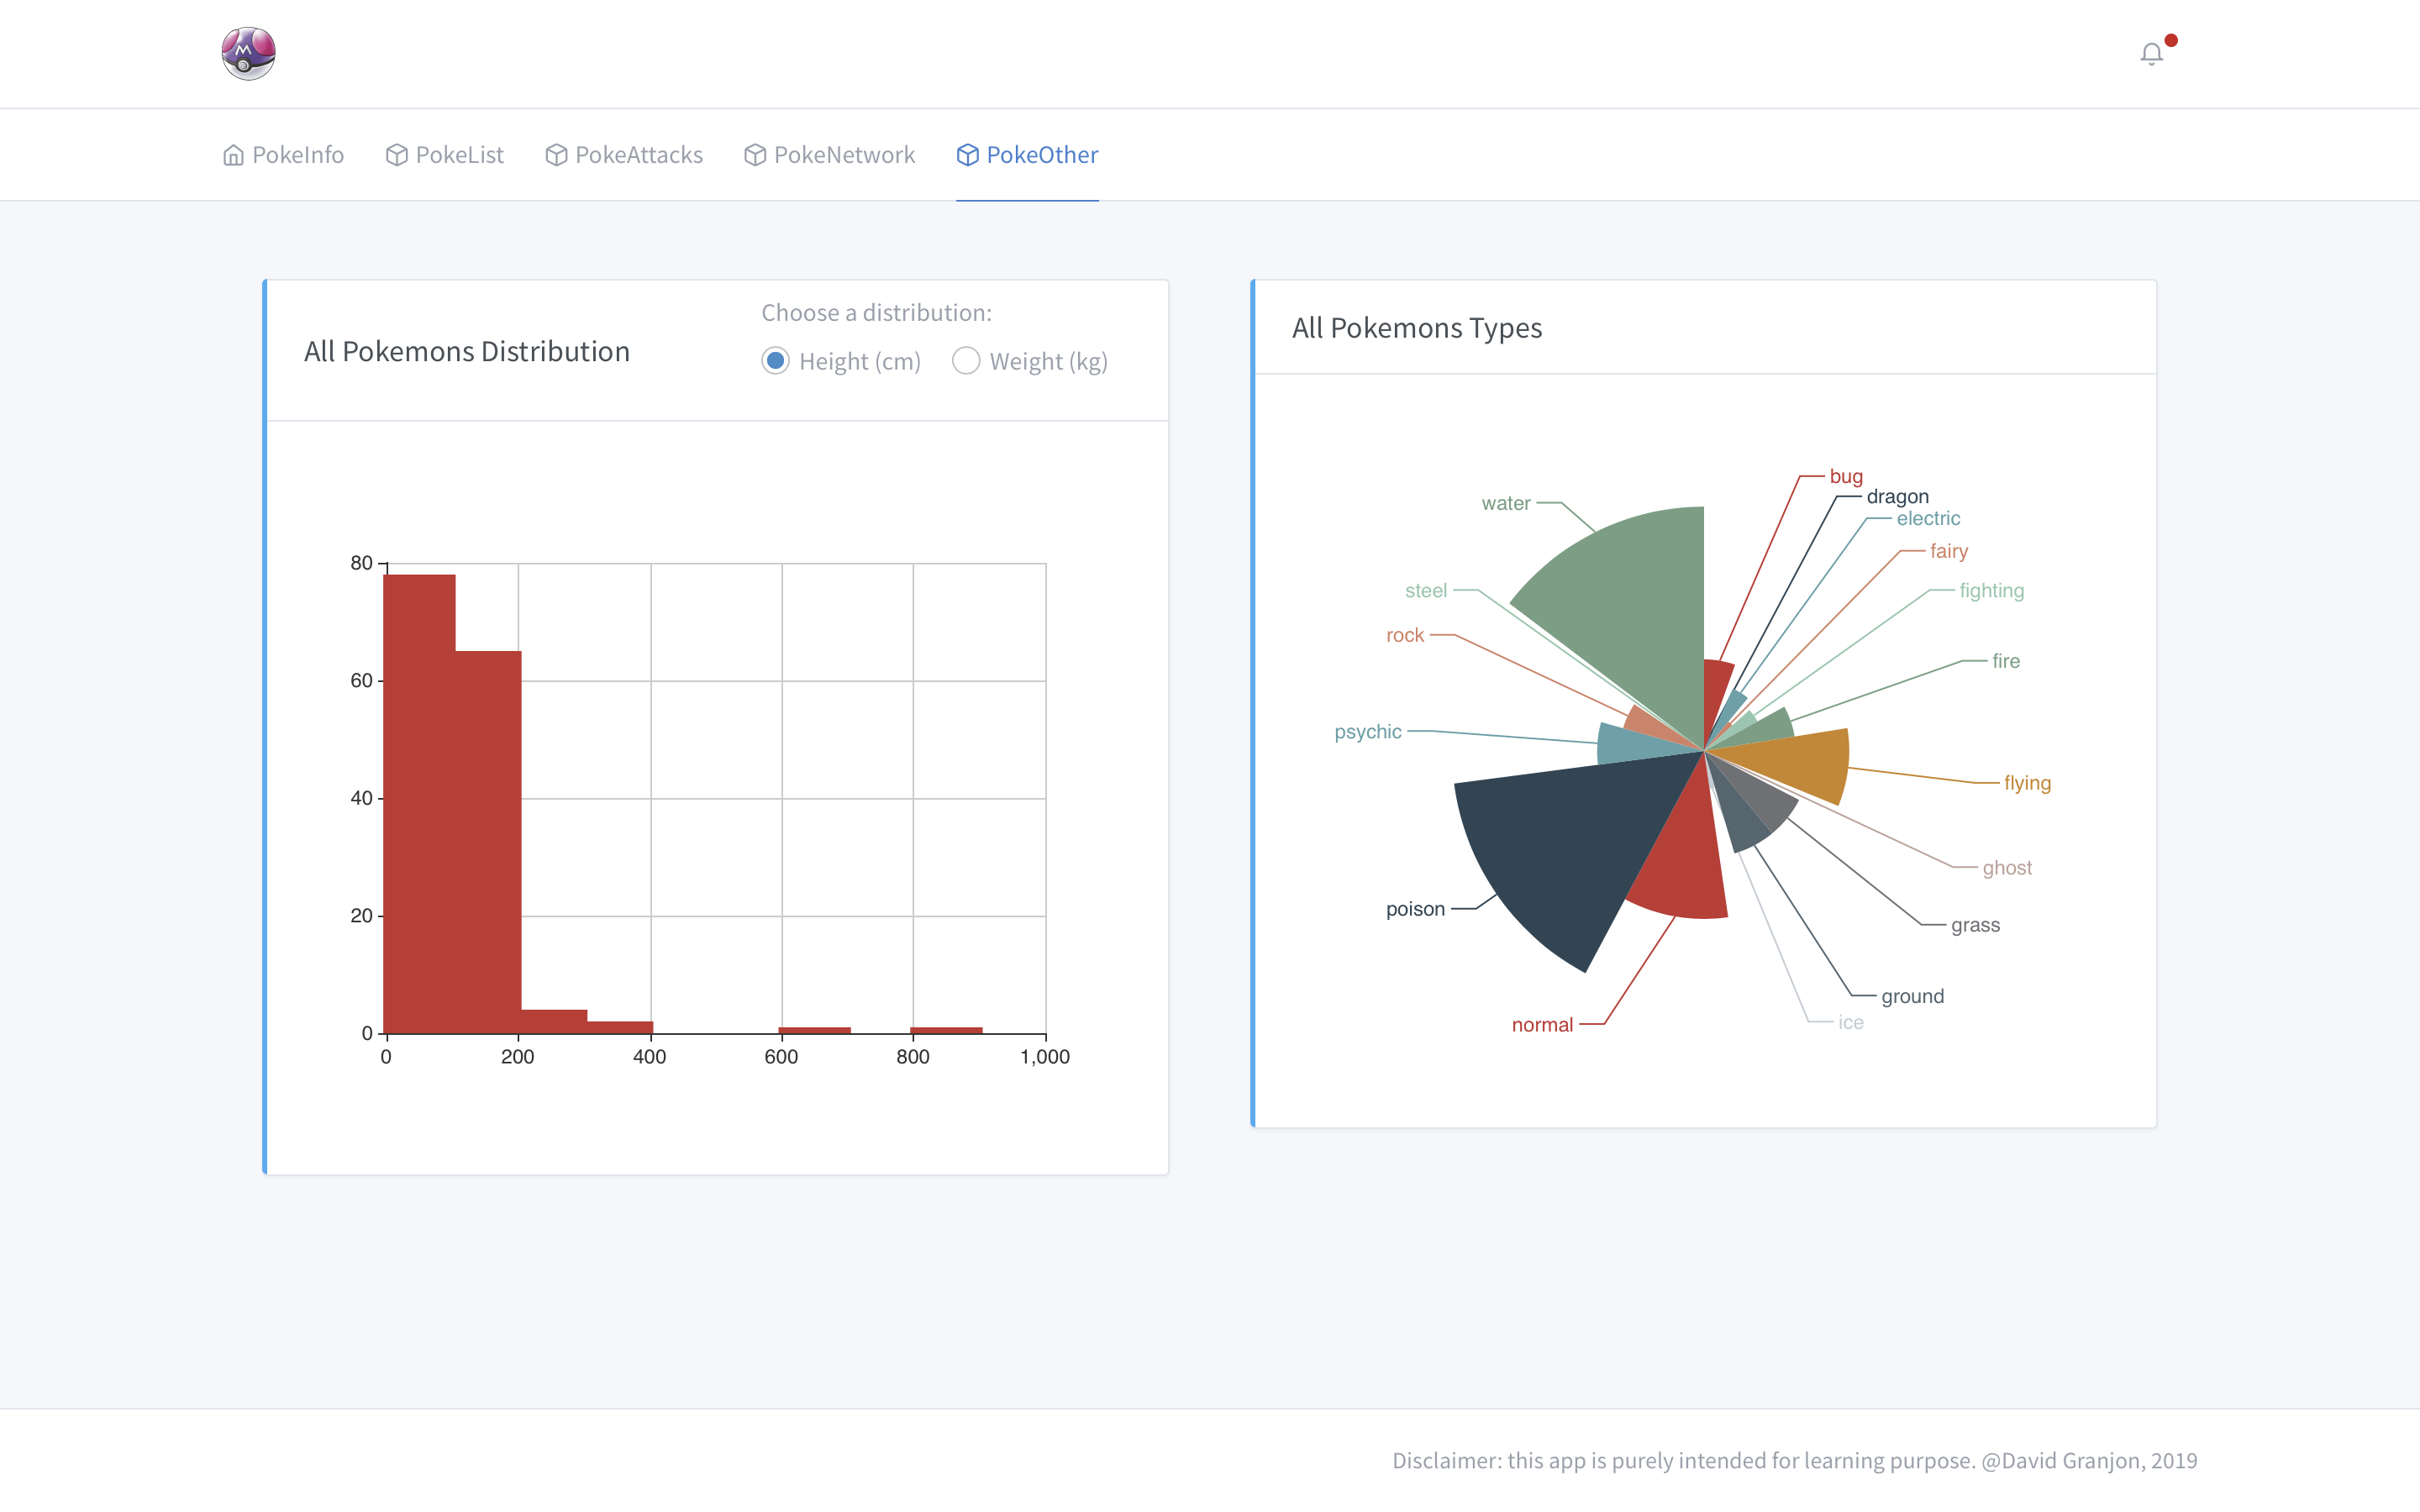 M
PokeInfo PokeList PokeAttacks PokeNetwork PokeOther
All Pokemons Distribution
Choose a distribution:
Height (cm) Weight (kg)
80
60
40
20
0
0 200 400 600 800 1,000
All Pokemons Types
bug
dragon
electric
fairy
fighting
fire
flying
ghost
grass
ground
ice
normal
poison
psychic
rock
steel
water
Disclaimer: this app is purely intended for learning purpose. @David Granjon, 2019